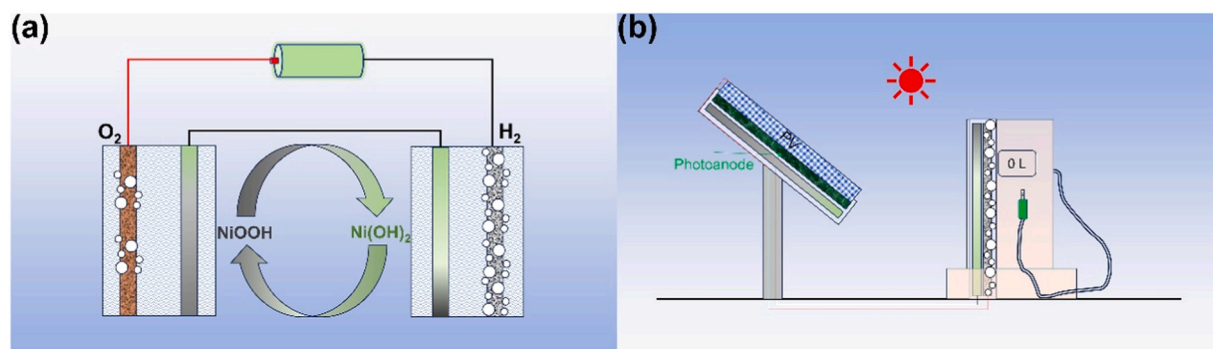 (a)
O₂
H₂
NiOOH
Ni(OH)₂
(b)
PV
Photoanode
0 L